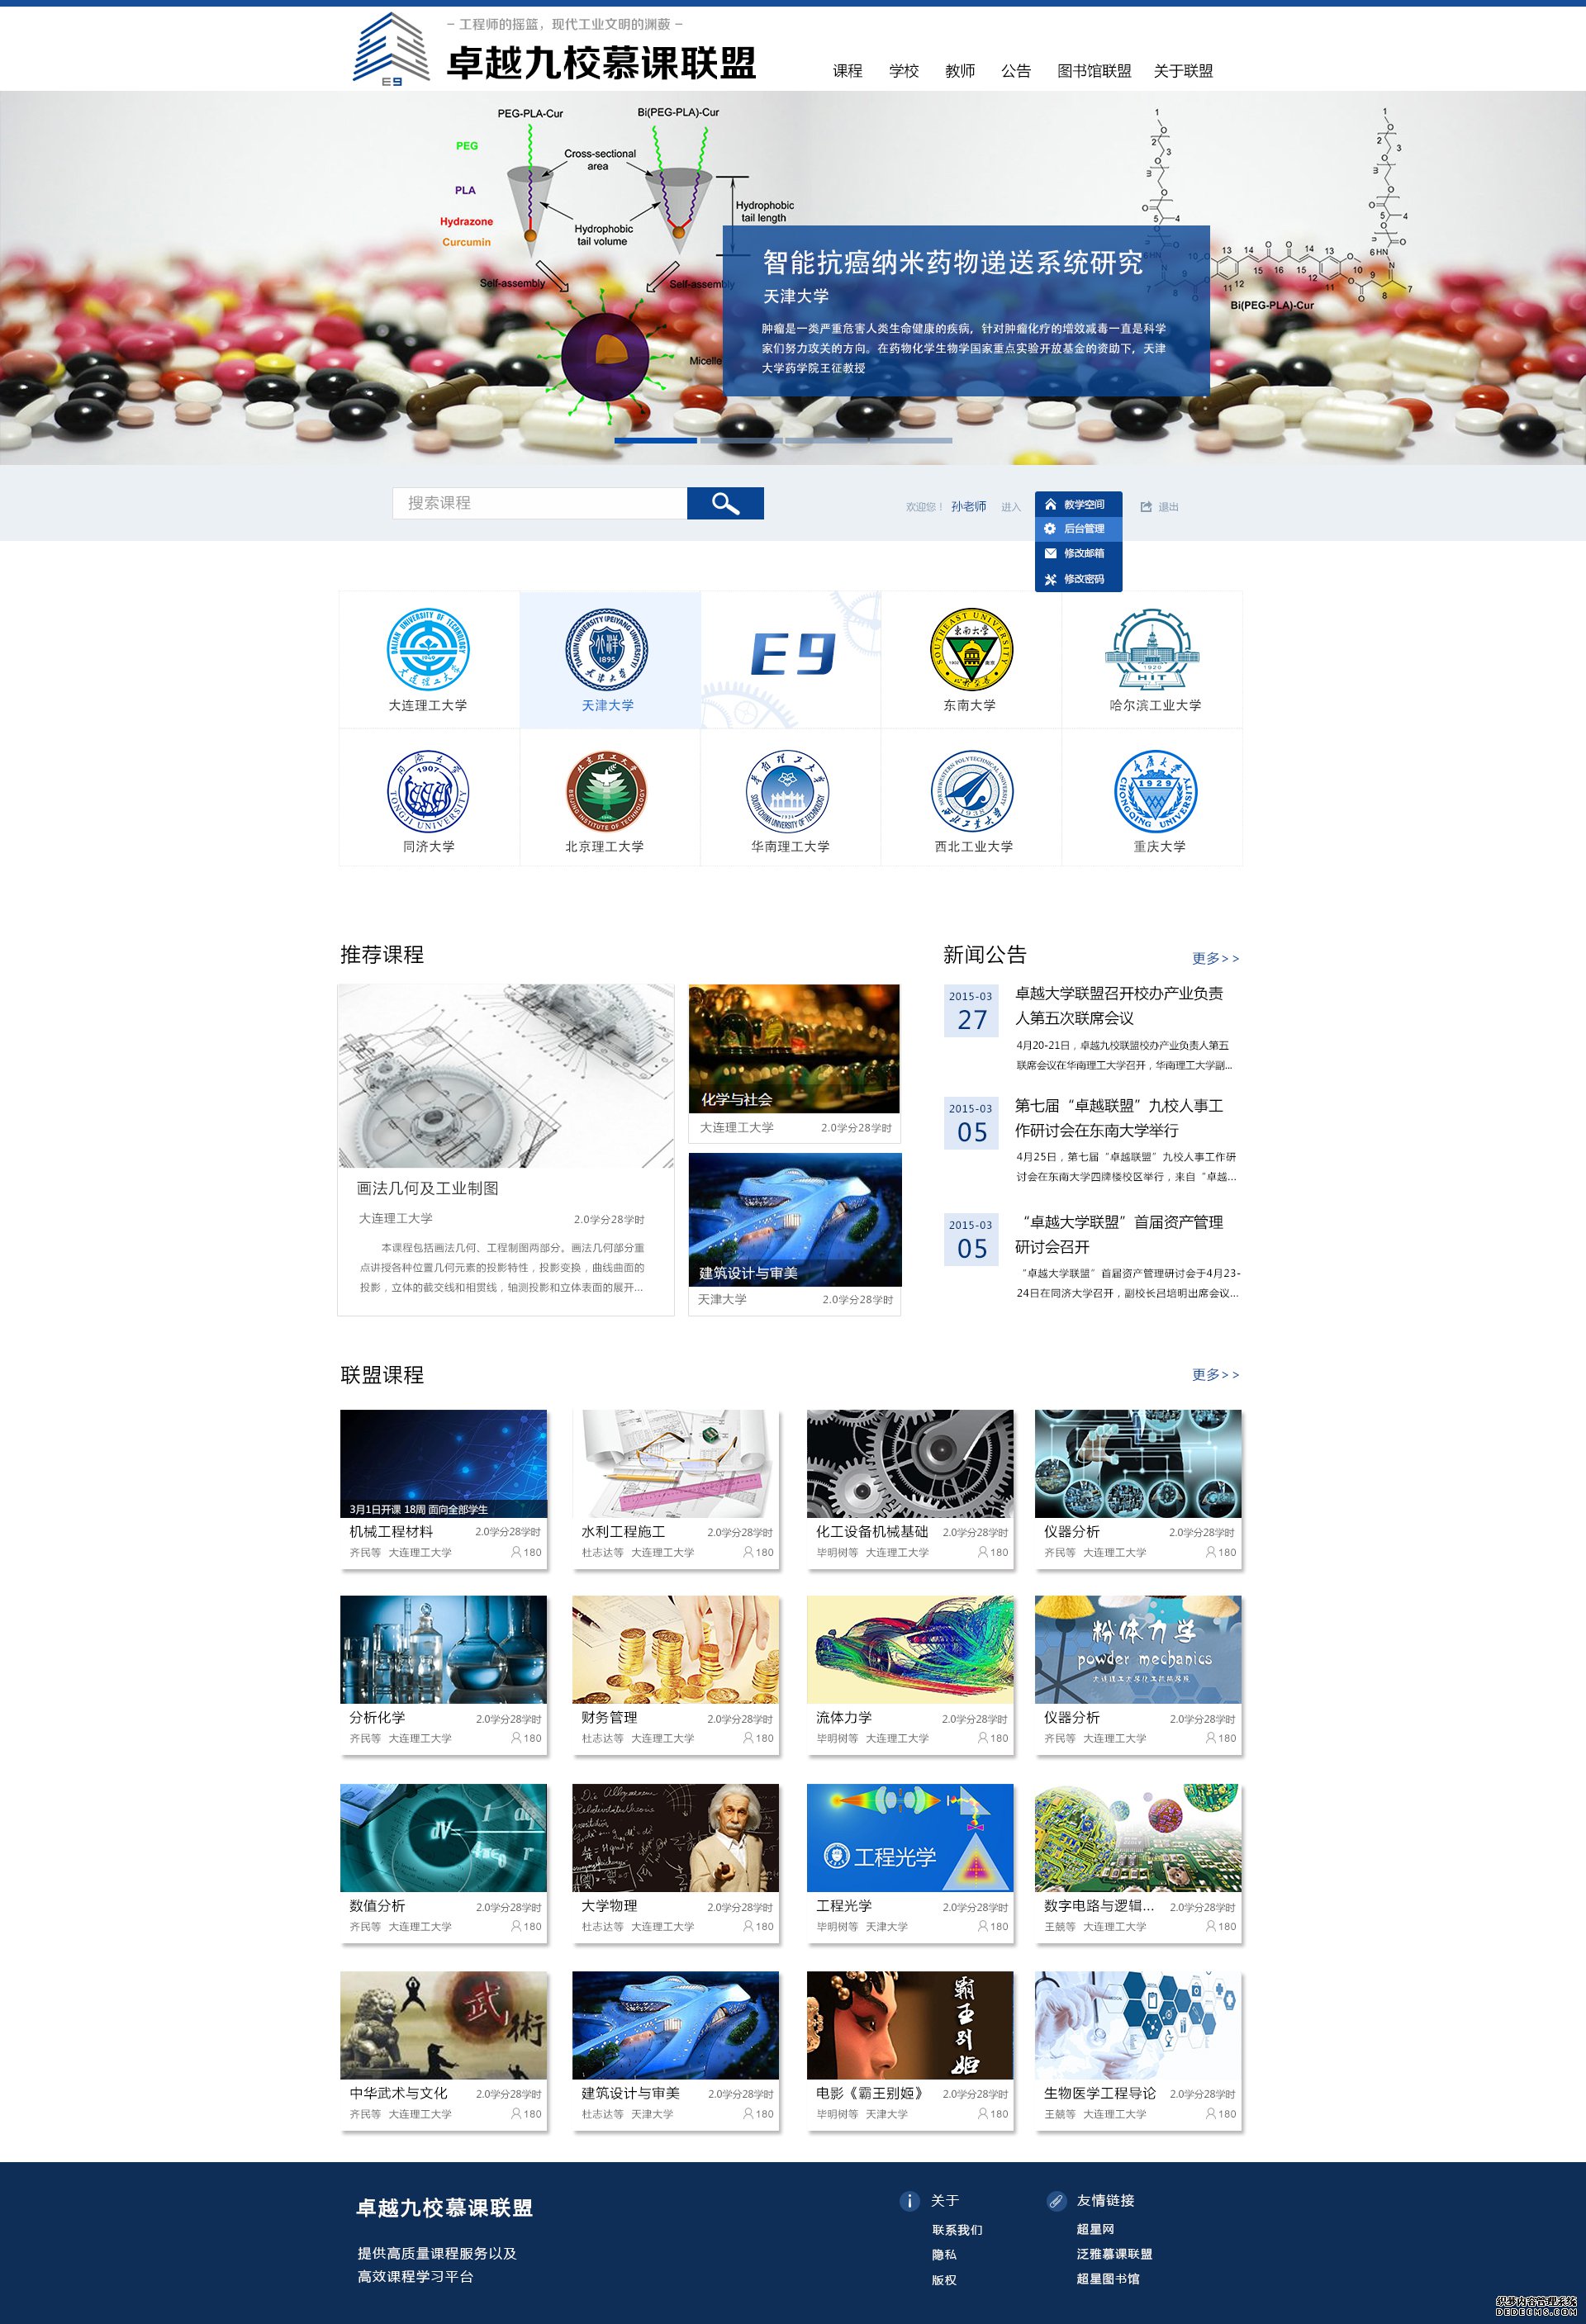 - 工程师的摇篮，现代工业文明的渊薮 -
卓越九校慕课联盟
E9
课程 学校 教师 公告 图书馆联盟 关于联盟
PEG-PLA-Cur
Bi(PEG-PLA)-Cur
PEG
Cross-sectional
area
PLA
Hydrazone
Curcumin
Hydrophobic
tail volume
Hydrophobic
tail length
Self-assembly
Self-assembly
Micelle
Bi(PEG-PLA)-Cur
智能抗癌纳米药物递送系统研究
天津大学
肿瘤是一类严重危害人类生命健康的疾病，针对肿瘤化疗的增效减毒一直是科学
家们努力攻关的方向。在药物化学生物学国家重点实验开放基金的资助下，天津
大学药学院王征教授
搜索课程
欢迎您！ 孙老师 进入
教学空间
后台管理
修改邮箱
修改密码
退出
大连理工大学
天津大学
E9
东南大学
哈尔滨工业大学
同济大学
北京理工大学
华南理工大学
西北工业大学
重庆大学
推荐课程
画法几何及工业制图
大连理工大学 2.0学分28学时
本课程包括画法几何、工程制图两部分。画法几何部分重
点讲授各种位置几何元素的投影特性，投影变换，曲线曲面的
投影，立体的截交线和相贯线，轴测投影和立体表面的展开...
化学与社会
大连理工大学 2.0学分28学时
建筑设计与审美
天津大学 2.0学分28学时
新闻公告 更多>>
2015-03
27
卓越大学联盟召开校办产业负责
人第五次联席会议
4月20-21日，卓越九校联盟校办产业负责人第五
联席会议在华南理工大学召开，华南理工大学副...
2015-03
05
第七届“卓越联盟”九校人事工
作研讨会在东南大学举行
4月25日，第七届“卓越联盟”九校人事工作研
讨会在东南大学四牌楼校区举行，来自“卓越...
2015-03
05
“卓越大学联盟”首届资产管理
研讨会召开
“卓越大学联盟”首届资产管理研讨会于4月23-
24日在同济大学召开，副校长吕培明出席会议...
联盟课程 更多>>
3月1日开课 18周 面向全部学生
机械工程材料 2.0学分28学时
齐民等 大连理工大学 180
水利工程施工 2.0学分28学时
杜志达等 大连理工大学 180
化工设备机械基础 2.0学分28学时
毕明树等 大连理工大学 180
仪器分析 2.0学分28学时
齐民等 大连理工大学 180
分析化学 2.0学分28学时
齐民等 大连理工大学 180
财务管理 2.0学分28学时
杜志达等 大连理工大学 180
流体力学 2.0学分28学时
毕明树等 大连理工大学 180
粉体力学
powder mechanics
仪器分析 2.0学分28学时
齐民等 大连理工大学 180
数值分析 2.0学分28学时
齐民等 大连理工大学 180
大学物理 2.0学分28学时
杜志达等 大连理工大学 180
工程光学
工程光学 2.0学分28学时
毕明树等 天津大学 180
数字电路与逻辑... 2.0学分28学时
王兢等 大连理工大学 180
武術
中华武术与文化 2.0学分28学时
齐民等 大连理工大学 180
建筑设计与审美 2.0学分28学时
杜志达等 天津大学 180
霸王别姬
电影《霸王别姬》 2.0学分28学时
毕明树等 天津大学 180
生物医学工程导论 2.0学分28学时
王兢等 大连理工大学 180
卓越九校慕课联盟
提供高质量课程服务以及
高效课程学习平台
关于
联系我们
隐私
版权
友情链接
超星网
泛雅慕课联盟
超星图书馆
织梦内容管理系统
DEDECMS.COM